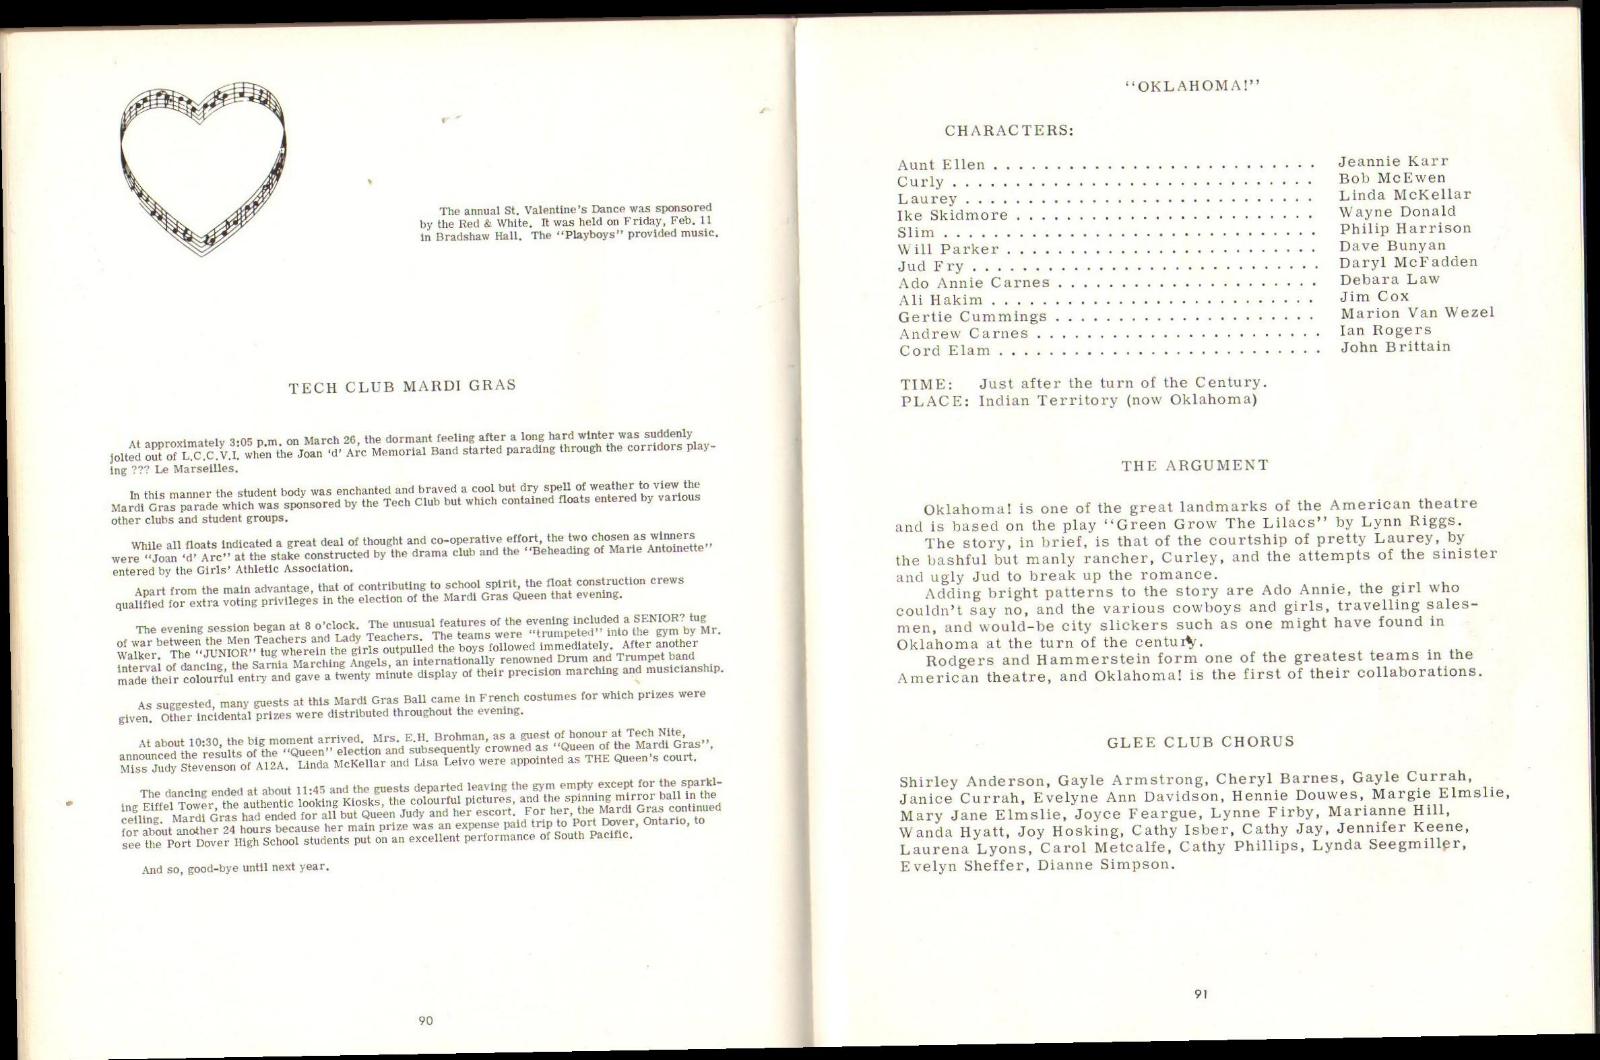 The annual St. Valentine's Dance was sponsored
by the Red & White. It was held on Friday, Feb. 11
in Bradshaw Hall. The "Playboys" provided music.
TECH CLUB MARDI GRAS
At approximately 3:05 p.m. on March 26, the dormant feeling after a long hard winter was suddenly
jolted out of L.C.C.V.I. when the Joan 'd' Arc Memorial Band started parading through the corridors play-
ing ??? Le Marseilles.
In this manner the student body was enchanted and braved a cool but dry spell of weather to view the
Mardi Gras parade which was sponsored by the Tech Club but which contained floats entered by various
other clubs and student groups.
While all floats indicated a great deal of thought and co-operative effort, the two chosen as winners
were "Joan 'd' Arc" at the stake constructed by the drama club and the "Beheading of Marie Antoinette"
entered by the Girls' Athletic Association.
Apart from the main advantage, that of contributing to school spirit, the float construction crews
qualified for extra voting privileges in the election of the Mardi Gras Queen that evening.
The evening session began at 8 o'clock. The unusual features of the evening included a SENIOR? tug
of war between the Men Teachers and Lady Teachers. The teams were "trumpeted" into the gym by Mr.
Walker. The "JUNIOR" tug wherein the girls outpulled the boys followed immediately. After another
interval of dancing, the Sarnia Marching Angels, an internationally renowned Drum and Trumpet band
made their colourful entry and gave a twenty minute display of their precision marching and musicianship.
As suggested, many guests at this Mardi Gras Ball came in French costumes for which prizes were
given. Other incidental prizes were distributed throughout the evening.
At about 10:30, the big moment arrived. Mrs. E.H. Brohman, as a guest of honour at Tech Nite,
announced the results of the "Queen" election and subsequently crowned as "Queen of the Mardi Gras",
Miss Judy Stevenson of A12A. Linda McKellar and Lisa Leivo were appointed as THE Queen's court.
The dancing ended at about 11:45 and the guests departed leaving the gym empty except for the sparkl-
ing Eiffel Tower, the authentic looking Kiosks, the colourful pictures, and the spinning mirror ball in the
ceiling. Mardi Gras had ended for all but Queen Judy and her escort. For her, the Mardi Gras continued
for about another 24 hours because her main prize was an expense paid trip to Port Dover, Ontario, to
see the Port Dover High School students put on an excellent performance of South Pacific.
And so, good-bye until next year.
90
"OKLAHOMA!"
CHARACTERS:
Aunt Ellen . . . . . . . . . . . . . . . . . . . . . . . . . . Jeannie Karr
Curly . . . . . . . . . . . . . . . . . . . . . . . . . . . . . Bob McEwen
Laurey . . . . . . . . . . . . . . . . . . . . . . . . . . . . Linda McKellar
Ike Skidmore . . . . . . . . . . . . . . . . . . . . . . . . Wayne Donald
Slim . . . . . . . . . . . . . . . . . . . . . . . . . . . . . . Philip Harrison
Will Parker . . . . . . . . . . . . . . . . . . . . . . . . . Dave Bunyan
Jud Fry . . . . . . . . . . . . . . . . . . . . . . . . . . . . Daryl McFadden
Ado Annie Carnes . . . . . . . . . . . . . . . . . . . . . Debara Law
Ali Hakim . . . . . . . . . . . . . . . . . . . . . . . . . . Jim Cox
Gertie Cummings . . . . . . . . . . . . . . . . . . . . . Marion Van Wezel
Andrew Carnes . . . . . . . . . . . . . . . . . . . . . . . Ian Rogers
Cord Elam . . . . . . . . . . . . . . . . . . . . . . . . . . John Brittain
TIME: Just after the turn of the Century.
PLACE: Indian Territory (now Oklahoma)
THE ARGUMENT
Oklahoma! is one of the great landmarks of the American theatre
and is based on the play "Green Grow The Lilacs" by Lynn Riggs.
The story, in brief, is that of the courtship of pretty Laurey, by
the bashful but manly rancher, Curley, and the attempts of the sinister
and ugly Jud to break up the romance.
Adding bright patterns to the story are Ado Annie, the girl who
couldn't say no, and the various cowboys and girls, travelling sales-
men, and would-be city slickers such as one might have found in
Oklahoma at the turn of the century.
Rodgers and Hammerstein form one of the greatest teams in the
American theatre, and Oklahoma! is the first of their collaborations.
GLEE CLUB CHORUS
Shirley Anderson, Gayle Armstrong, Cheryl Barnes, Gayle Currah,
Janice Currah, Evelyne Ann Davidson, Hennie Douwes, Margie Elmslie,
Mary Jane Elmslie, Joyce Feargue, Lynne Firby, Marianne Hill,
Wanda Hyatt, Joy Hosking, Cathy Isber, Cathy Jay, Jennifer Keene,
Laurena Lyons, Carol Metcalfe, Cathy Phillips, Lynda Seegmiller,
Evelyn Sheffer, Dianne Simpson.
91